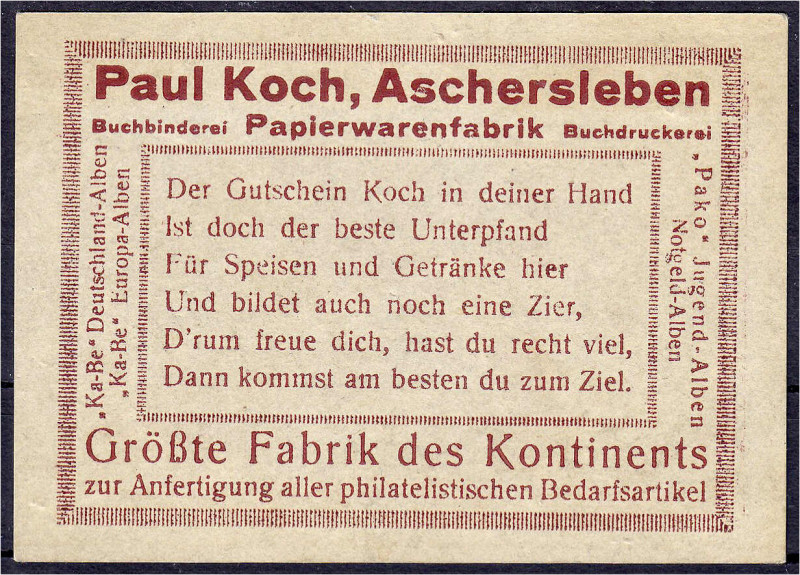 Paul Koch, Aschersleben
Buchbinderei Papierwarenfabrik Buchdruckerei
„Ka-Be“ Deutschland-Alben
„Ka-Be“ Europa-Alben
Der Gutschein Koch in deiner Hand
Ist doch der beste Unterpfand
Für Speisen und Getränke hier
Und bildet auch noch eine Zier,
D'rum freue dich, hast du recht viel,
Dann kommst am besten du zum Ziel.
„Pako“ Jugend-Alben
Notgeld-Alben
Größte Fabrik des Kontinents
zur Anfertigung aller philatelistischen Bedarfsartikel